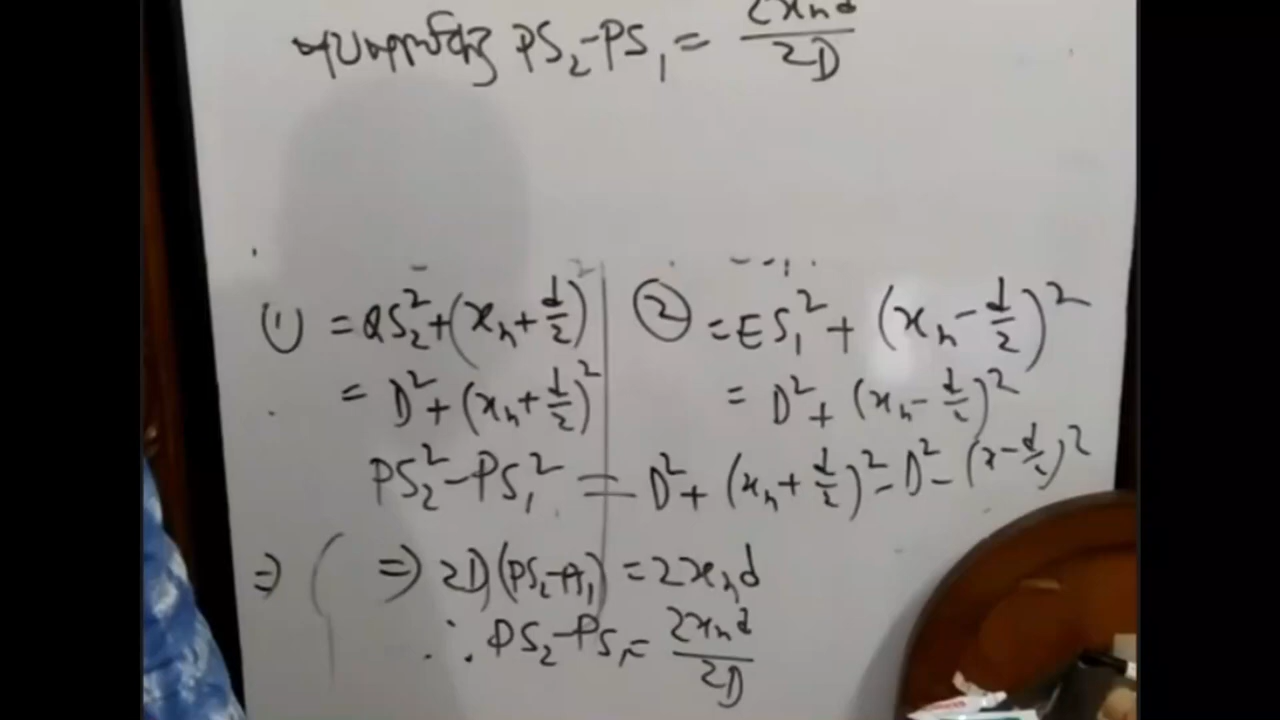 PS₂-PS₁ = 2xₙd/2D
(1) = QS₂²+(xₙ+d/2)²
= D²+(xₙ+d/2)²
(2) = ES₁²+(xₙ-d/2)²
= D²+(xₙ-d/2)²
PS₂²-PS₁² = D²+(xₙ+d/2)²-D²-(x-d/2)²
⇒ ( ⇒ 2D(PS₂-PS₁) = 2xₙd
∴ PS₂-PS₁ = 2xₙd/2D